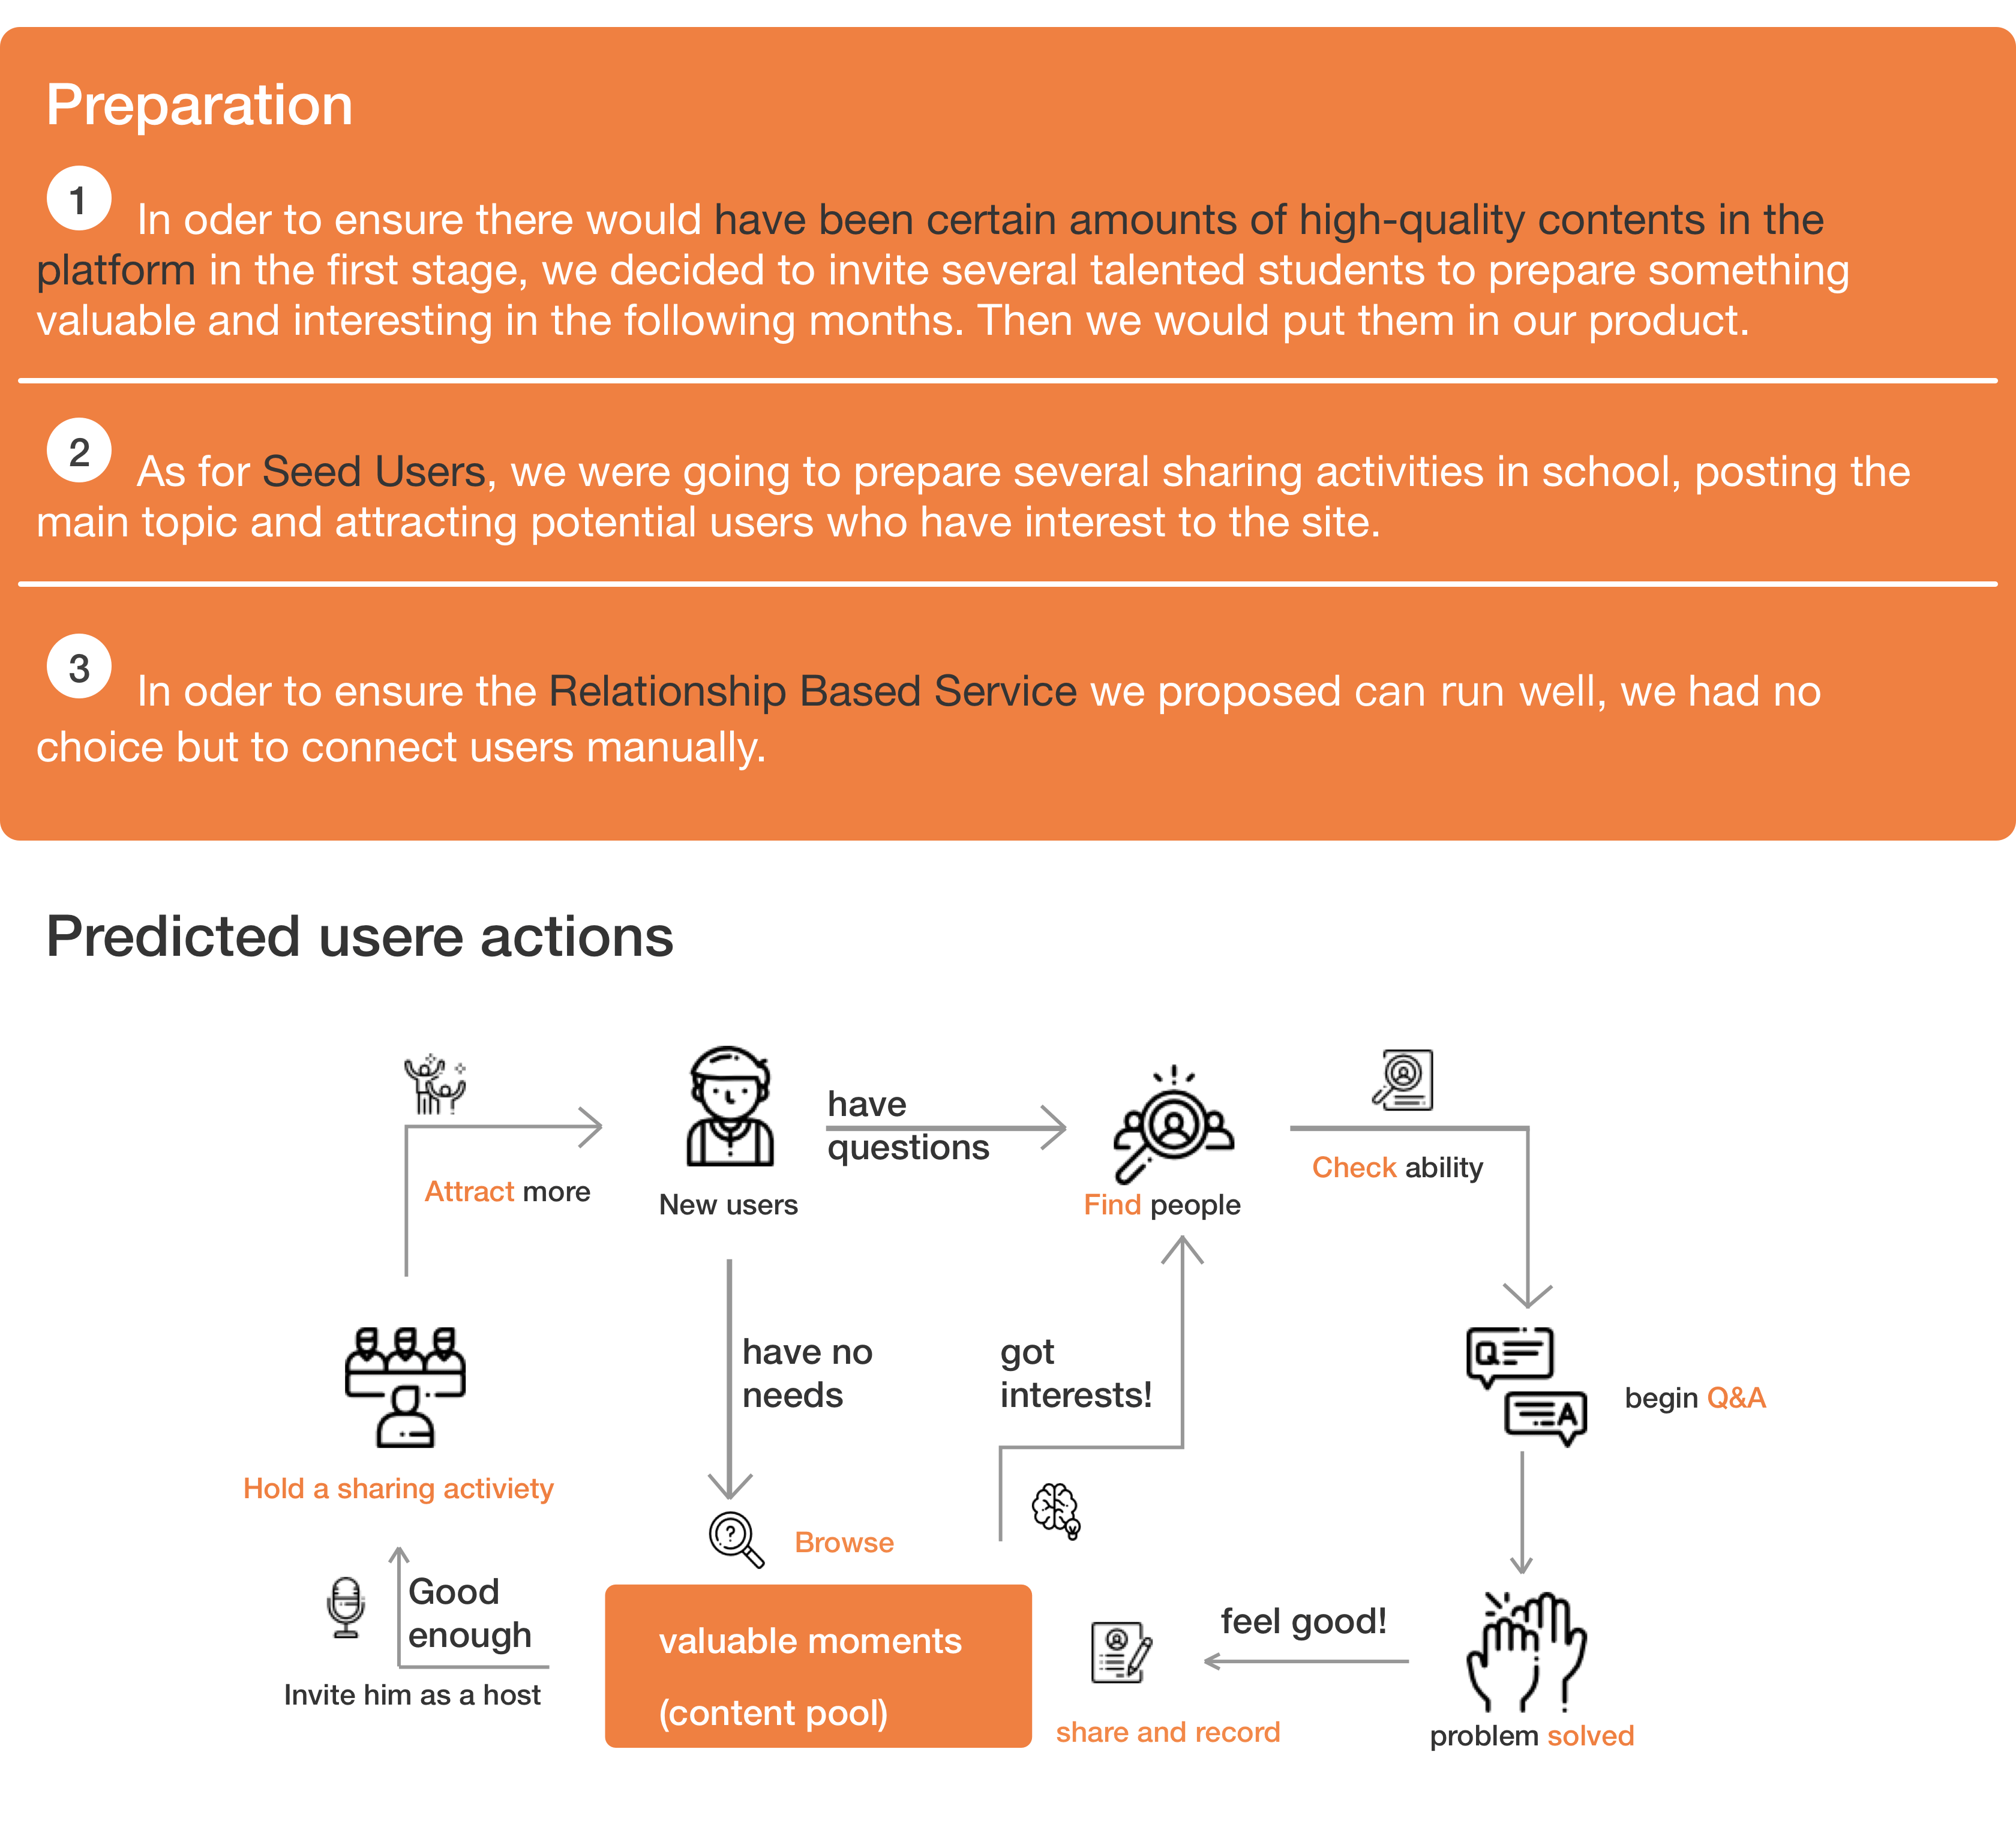 Preparation
1
In oder to ensure there would have been certain amounts of high-quality contents in the
platform in the first stage, we decided to invite several talented students to prepare something
valuable and interesting in the following months. Then we would put them in our product.
2
As for Seed Users, we were going to prepare several sharing activities in school, posting the
main topic and attracting potential users who have interest to the site.
3
In oder to ensure the Relationship Based Service we proposed can run well, we had no
choice but to connect users manually.
Predicted usere actions
Attract more
New users
have
questions
Find people
Check ability
have no
needs
got
interests!
Q
A
begin Q&A
Hold a sharing activiety
?
Browse
Good
enough
Invite him as a host
valuable moments
(content pool)
feel good!
share and record
problem solved